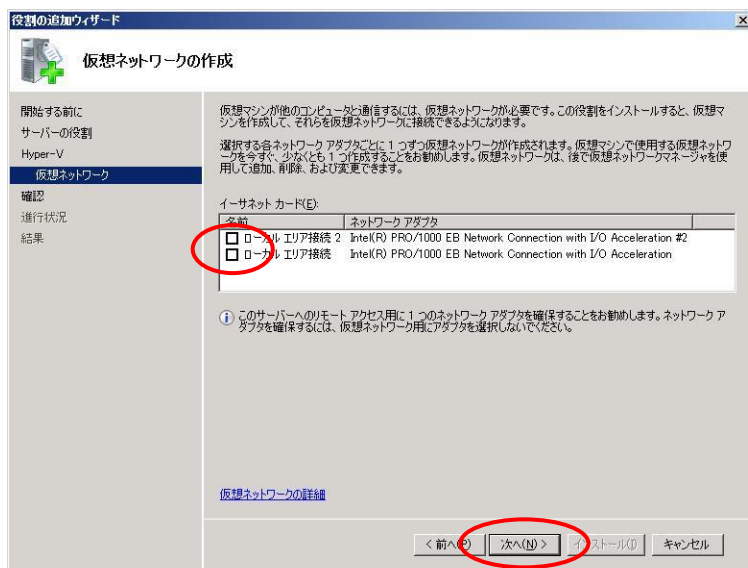 役割の追加ウィザード
仮想ネットワークの作成
開始する前に
サーバーの役割
Hyper-V
仮想ネットワーク
確認
進行状況
結果
仮想マシンが他のコンピュータと通信するには、仮想ネットワークが必要です。この役割をインストールすると、仮想マ
シンを作成して、それらを仮想ネットワークに接続できるようになります。
選択する各ネットワーク アダプタごとに 1 つずつ仮想ネットワークが作成されます。仮想マシンで使用する仮想ネットワ
ークを今すぐ、少なくとも 1 つ作成することをお勧めします。仮想ネットワークは、後で仮想ネットワークマネージャを使
用して追加、削除、および変更できます。
イーサネット カード(E):
名前 ネットワーク アダプタ
ローカル エリア接続 2 Intel(R) PRO/1000 EB Network Connection with I/O Acceleration #2
ローカル エリア接続 Intel(R) PRO/1000 EB Network Connection with I/O Acceleration
このサーバーへのリモート アクセス用に 1 つのネットワーク アダプタを確保することをお勧めします。ネットワーク ア
ダプタを確保するには、仮想ネットワーク用にアダプタを選択しないでください。
仮想ネットワークの詳細
< 前へ(P) 次へ(N) > インストール(I) キャンセル